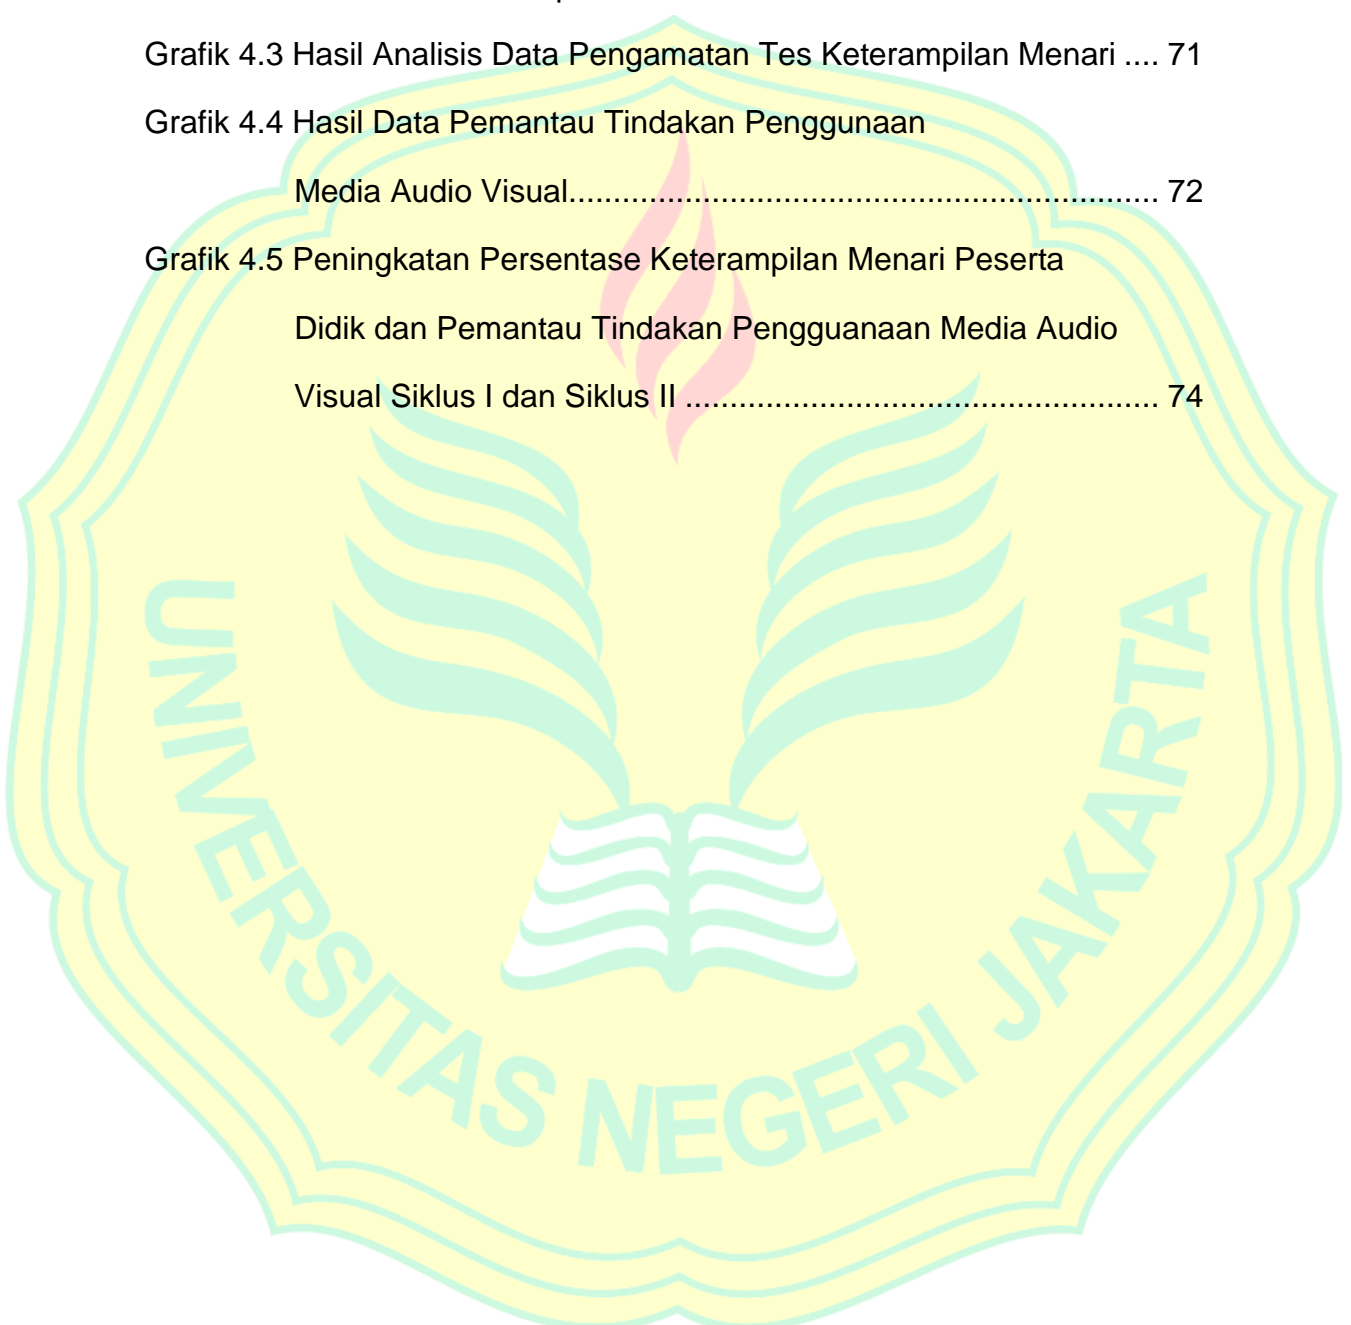 Grafik 4.3 Hasil Analisis Data Pengamatan Tes Keterampilan Menari .... 71
Grafik 4.4 Hasil Data Pemantau Tindakan Penggunaan
Media Audio Visual.................................................................. 72
Grafik 4.5 Peningkatan Persentase Keterampilan Menari Peserta
Didik dan Pemantau Tindakan Pengguanaan Media Audio
Visual Siklus I dan Siklus II ..................................................... 74
UNIVERSITAS NEGERI JAKARTA